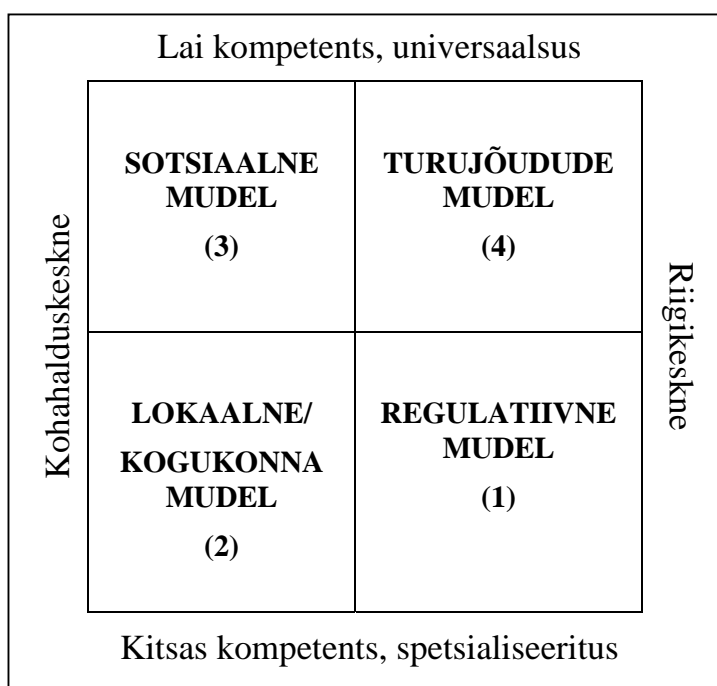 Lai kompetents, universaalsus
Kohahalduskeskne
SOTSIAALNE
MUDEL
(3)
TURUJÕUDUDE
MUDEL
(4)
Riigikeskne
LOKAALNE/
KOGUKONNA
MUDEL
(2)
REGULATIIVNE
MUDEL
(1)
Kitsas kompetents, spetsialiseeritus